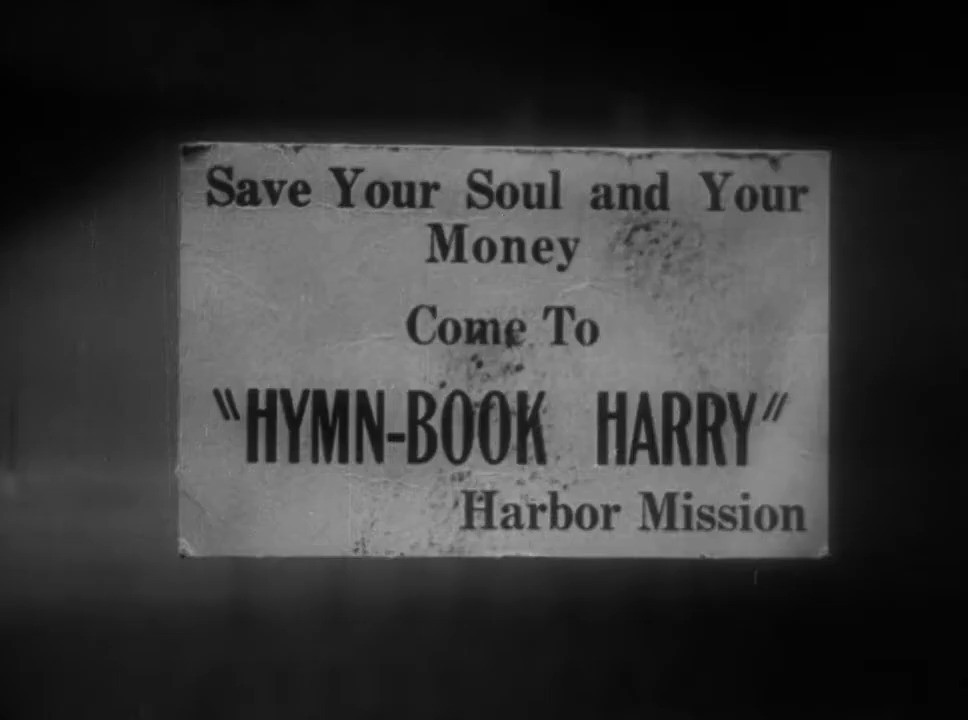 Save Your Soul and Your
Money
Come To
"HYMN-BOOK HARRY"
Harbor Mission